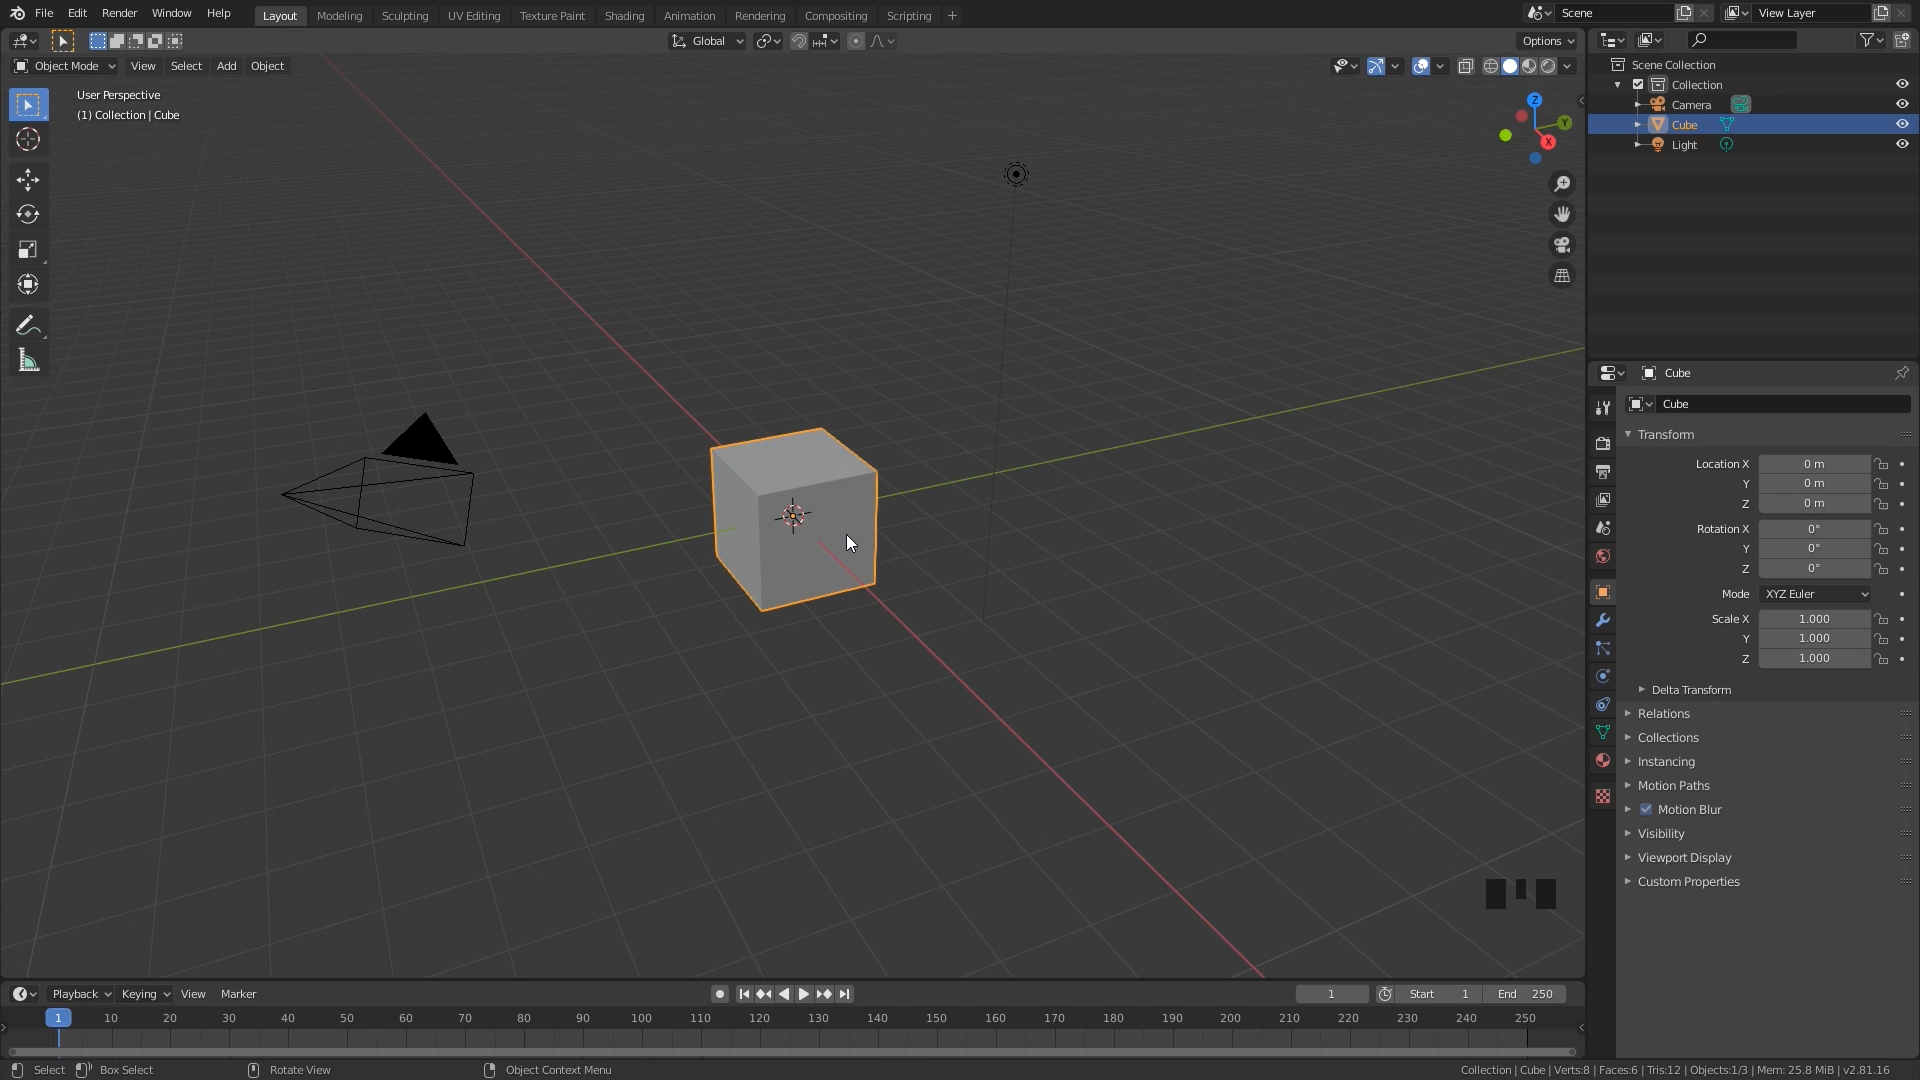 File Edit Render Window Help Layout Modeling Sculpting UV Editing Texture Paint Shading Animation Rendering Compositing Scripting + Scene View Layer
Global Options
Object Mode View Select Add Object
User Perspective
(1) Collection | Cube
Z
Y
X
Scene Collection
Collection
Camera
Cube
Light
Cube
Cube
Transform
Location X 0 m
Y 0 m
Z 0 m
Rotation X 0°
Y 0°
Z 0°
Mode XYZ Euler
Scale X 1.000
Y 1.000
Z 1.000
Delta Transform
Relations
Collections
Instancing
Motion Paths
Motion Blur
Visibility
Viewport Display
Custom Properties
Playback Keying View Marker 1 Start 1 End 250
1 10 20 30 40 50 60 70 80 90 100 110 120 130 140 150 160 170 180 190 200 210 220 230 240 250
Select Box Select Rotate View Object Context Menu Collection | Cube | Verts:8 | Faces:6 | Tris:12 | Objects:1/3 | Mem: 25.8 MiB | v2.81.16